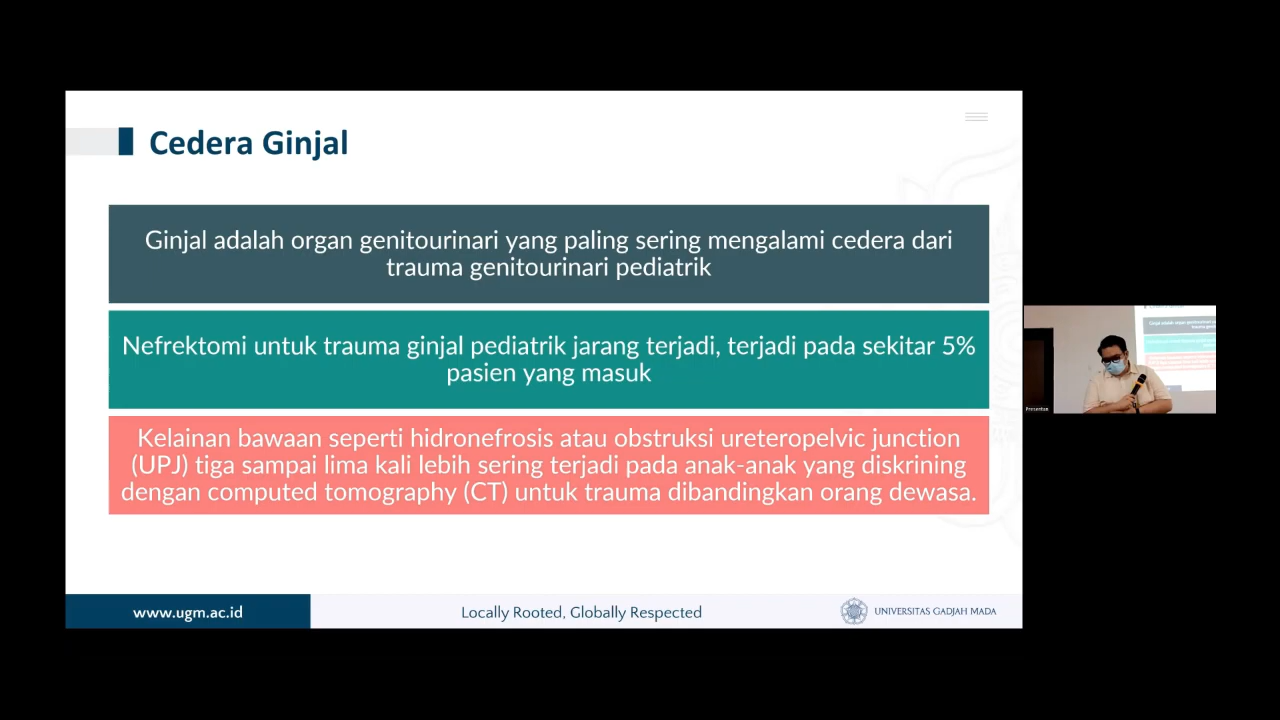 Cedera Ginjal
Ginjal adalah organ genitourinari yang paling sering mengalami cedera dari
trauma genitourinari pediatrik
Nefrektomi untuk trauma ginjal pediatrik jarang terjadi, terjadi pada sekitar 5%
pasien yang masuk
Kelainan bawaan seperti hidronefrosis atau obstruksi ureteropelvic junction
(UPJ) tiga sampai lima kali lebih sering terjadi pada anak-anak yang diskrining
dengan computed tomography (CT) untuk trauma dibandingkan orang dewasa.
www.ugm.ac.id
Locally Rooted, Globally Respected
UNIVERSITAS GADJAH MADA
Presentan